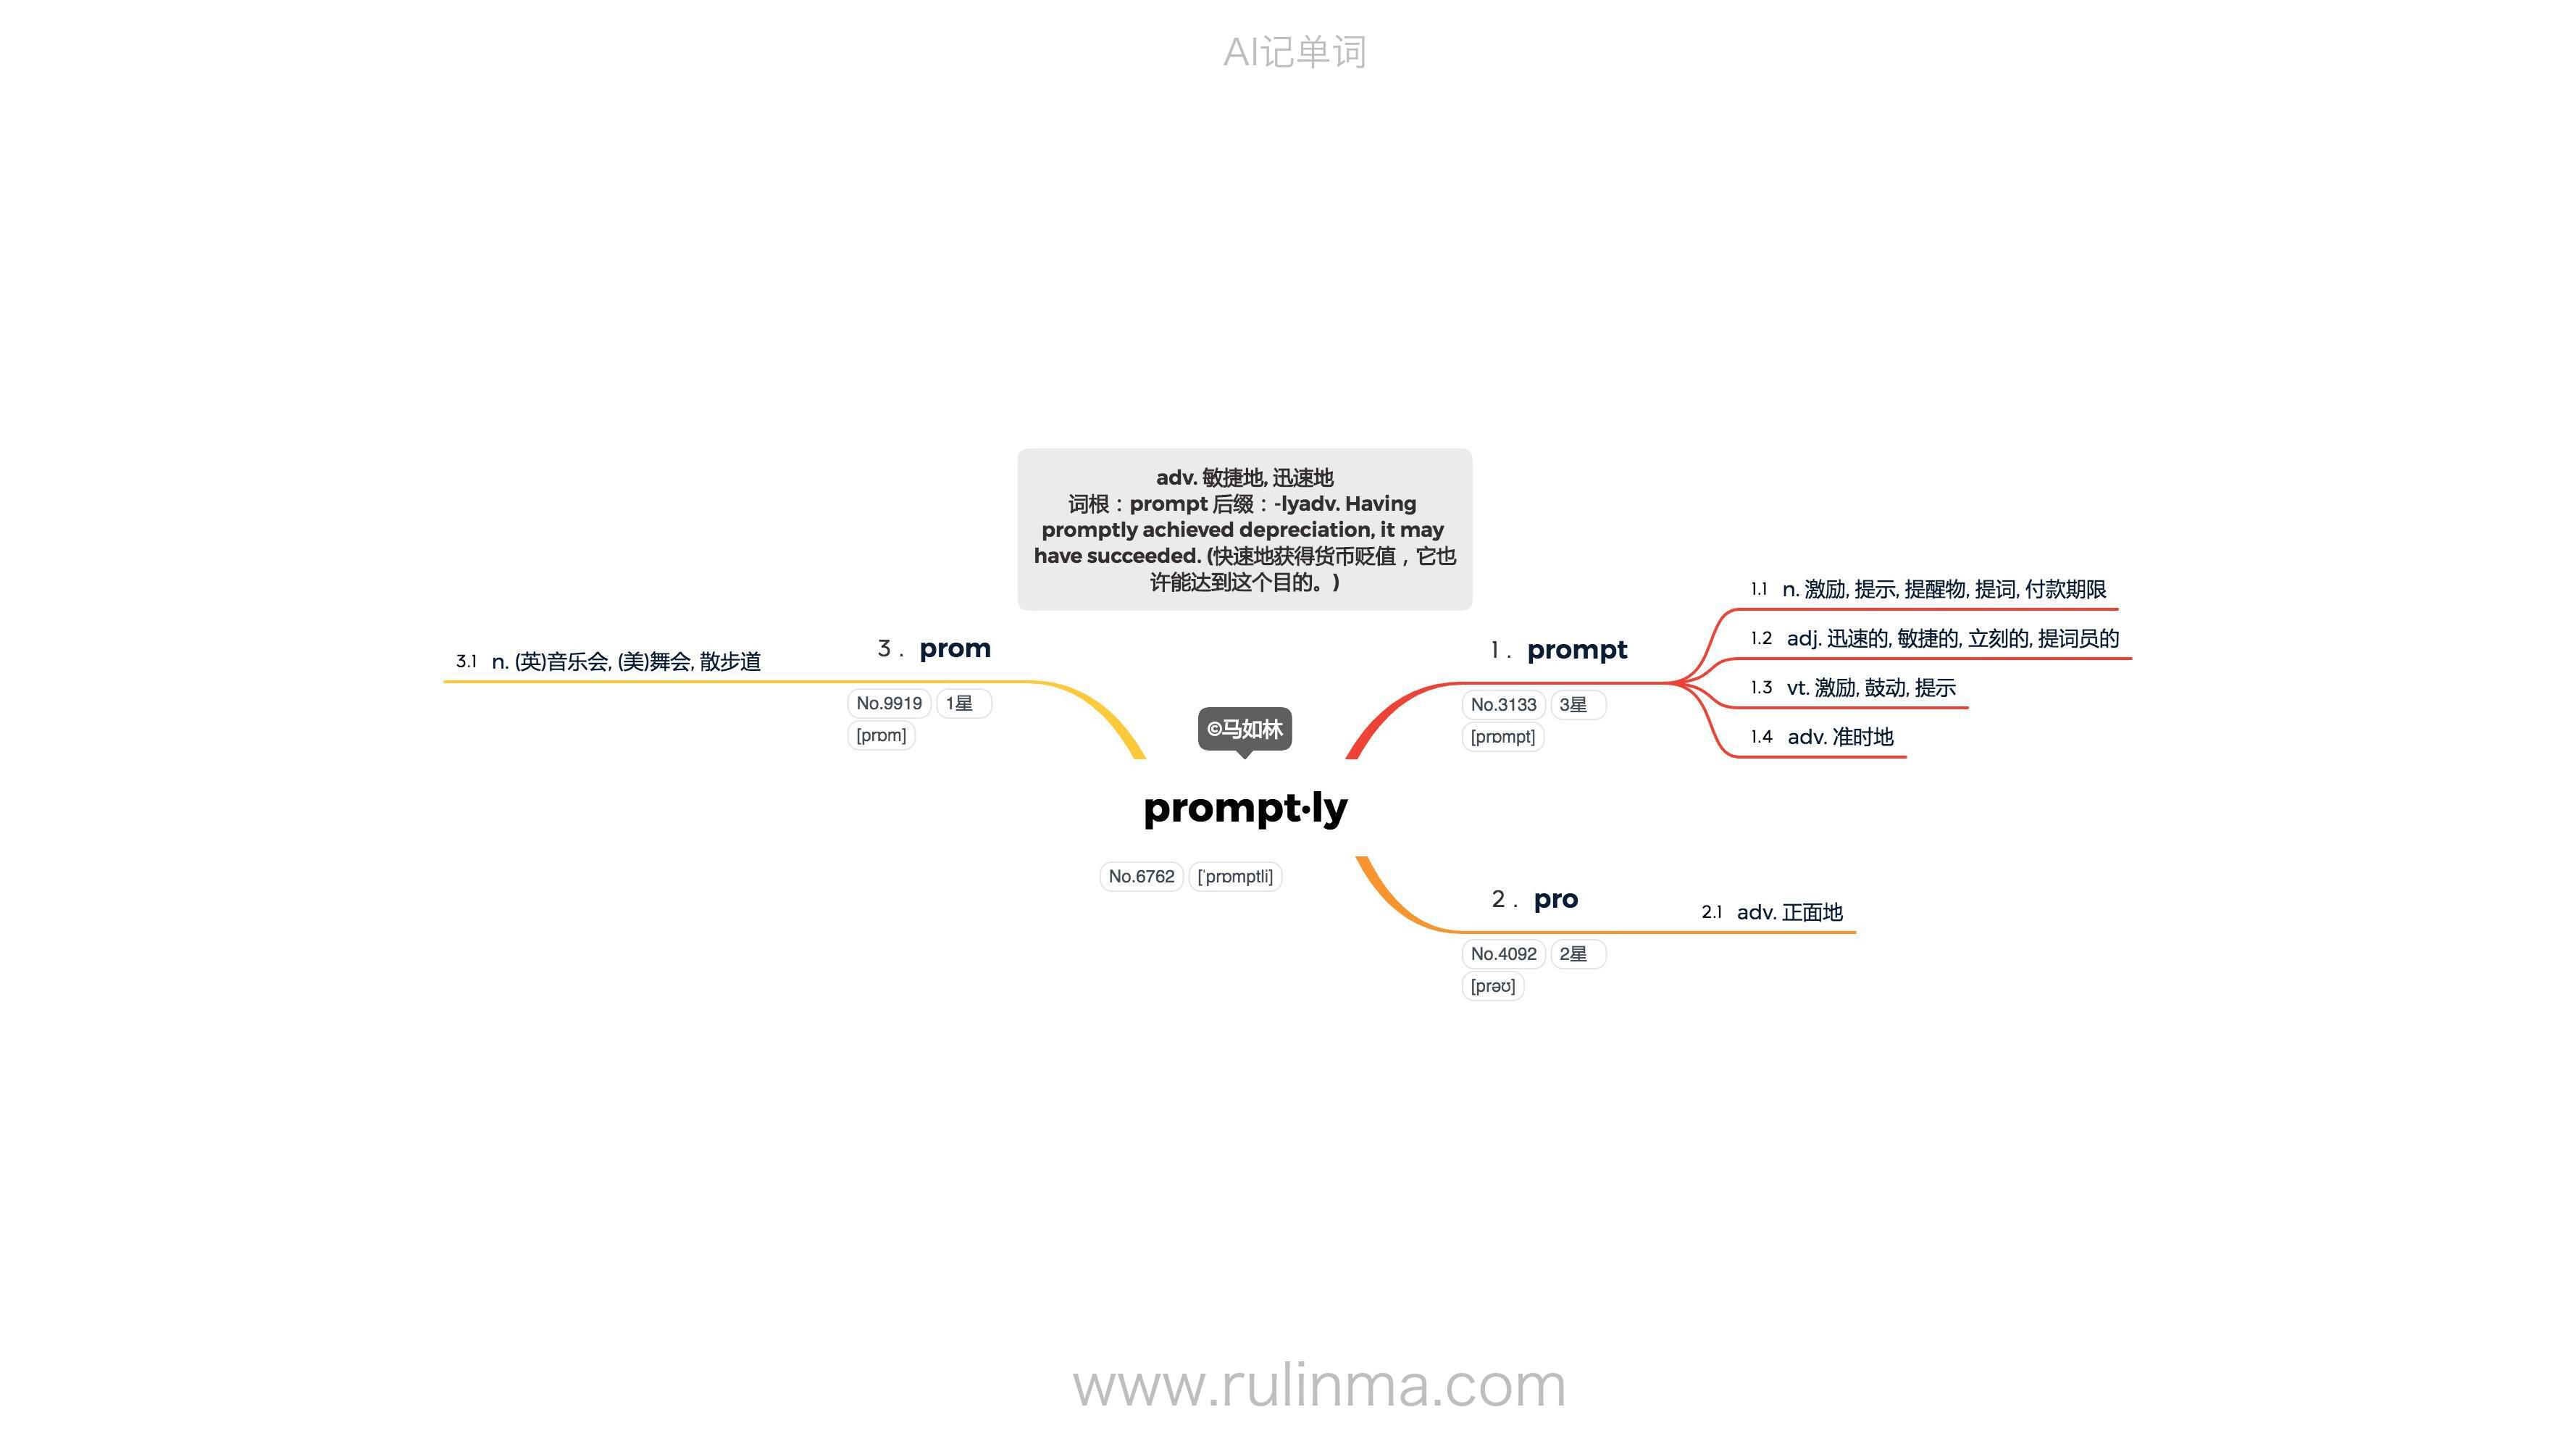 AI记单词
adv. 敏捷地, 迅速地
词根：prompt 后缀：-lyadv. Having
promptly achieved depreciation, it may
have succeeded. (快速地获得货币贬值，它也
许能达到这个目的。)
©马如林
prompt·ly
No.6762 [ˈprɒmptli]
1. prompt
No.3133 3星
[prɒmpt]
1.1 n. 激励, 提示, 提醒物, 提词, 付款期限
1.2 adj. 迅速的, 敏捷的, 立刻的, 提词员的
1.3 vt. 激励, 鼓动, 提示
1.4 adv. 准时地
2. pro
No.4092 2星
[prəʊ]
2.1 adv. 正面地
3. prom
No.9919 1星
[prɒm]
3.1 n. (英)音乐会, (美)舞会, 散步道
www.rulinma.com